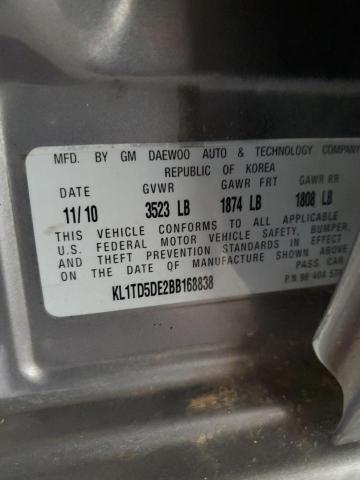 MFD. BY GM DAEWOO AUTO & TECHNOLOGY COMPANY
REPUBLIC OF KOREA
DATE GVWR GAWR FRT GAWR RR
11/10 3523 LB 1874 LB 1808 LB
THIS VEHICLE CONFORMS TO ALL APPLICABLE
U.S. FEDERAL MOTOR VEHICLE SAFETY, BUMPER,
AND THEFT PREVENTION STANDARDS IN EFFECT
ON THE DATE OF MANUFACTURE SHOWN ABOVE
PASS. CAR
KL1TD5DE2BB168838
P.N 96 404